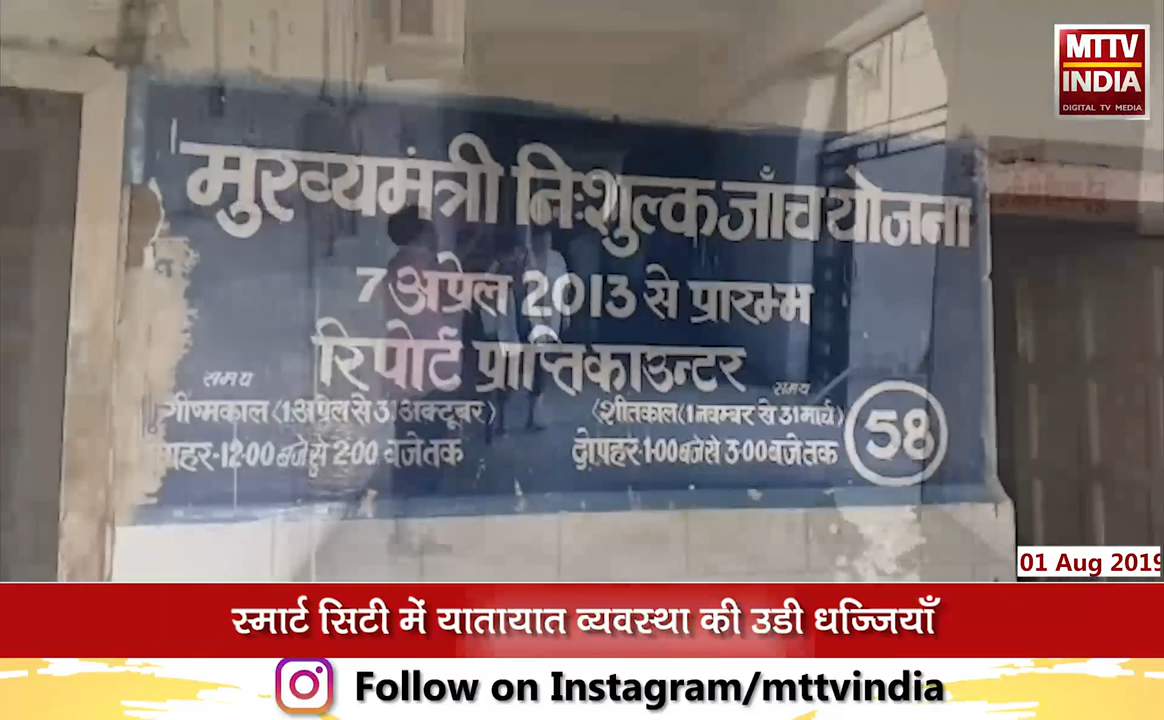 MTTV
INDIA
DIGITAL TV MEDIA
मुख्यमंत्री निःशुल्क जाँच योजना
7 अप्रेल 2013 से प्रारम्भ
रिपोर्ट प्राप्ति काउन्टर
समय समय
ग्रीष्मकाल (1 अप्रेल से 31 अक्टूबर) (शीतकाल (1 नवम्बर से 31 मार्च) 58
12·00 बजे से 2·00 बजे तक दोपहर·1·00 बजे से 3·00 बजे तक
01 Aug 2019
स्मार्ट सिटी में यातायात व्यवस्था की उडी धज्जियाँ
Follow on Instagram/mttvindia